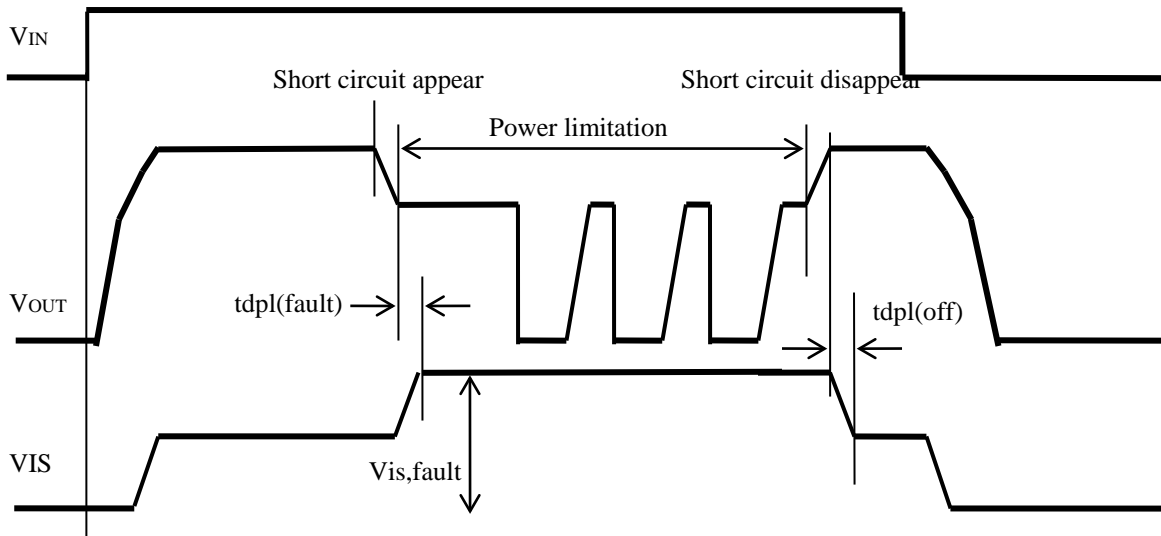 VIN
Short circuit appear
Short circuit disappear
Power limitation
VOUT
tdpl(fault)
tdpl(off)
VIS
Vis,fault